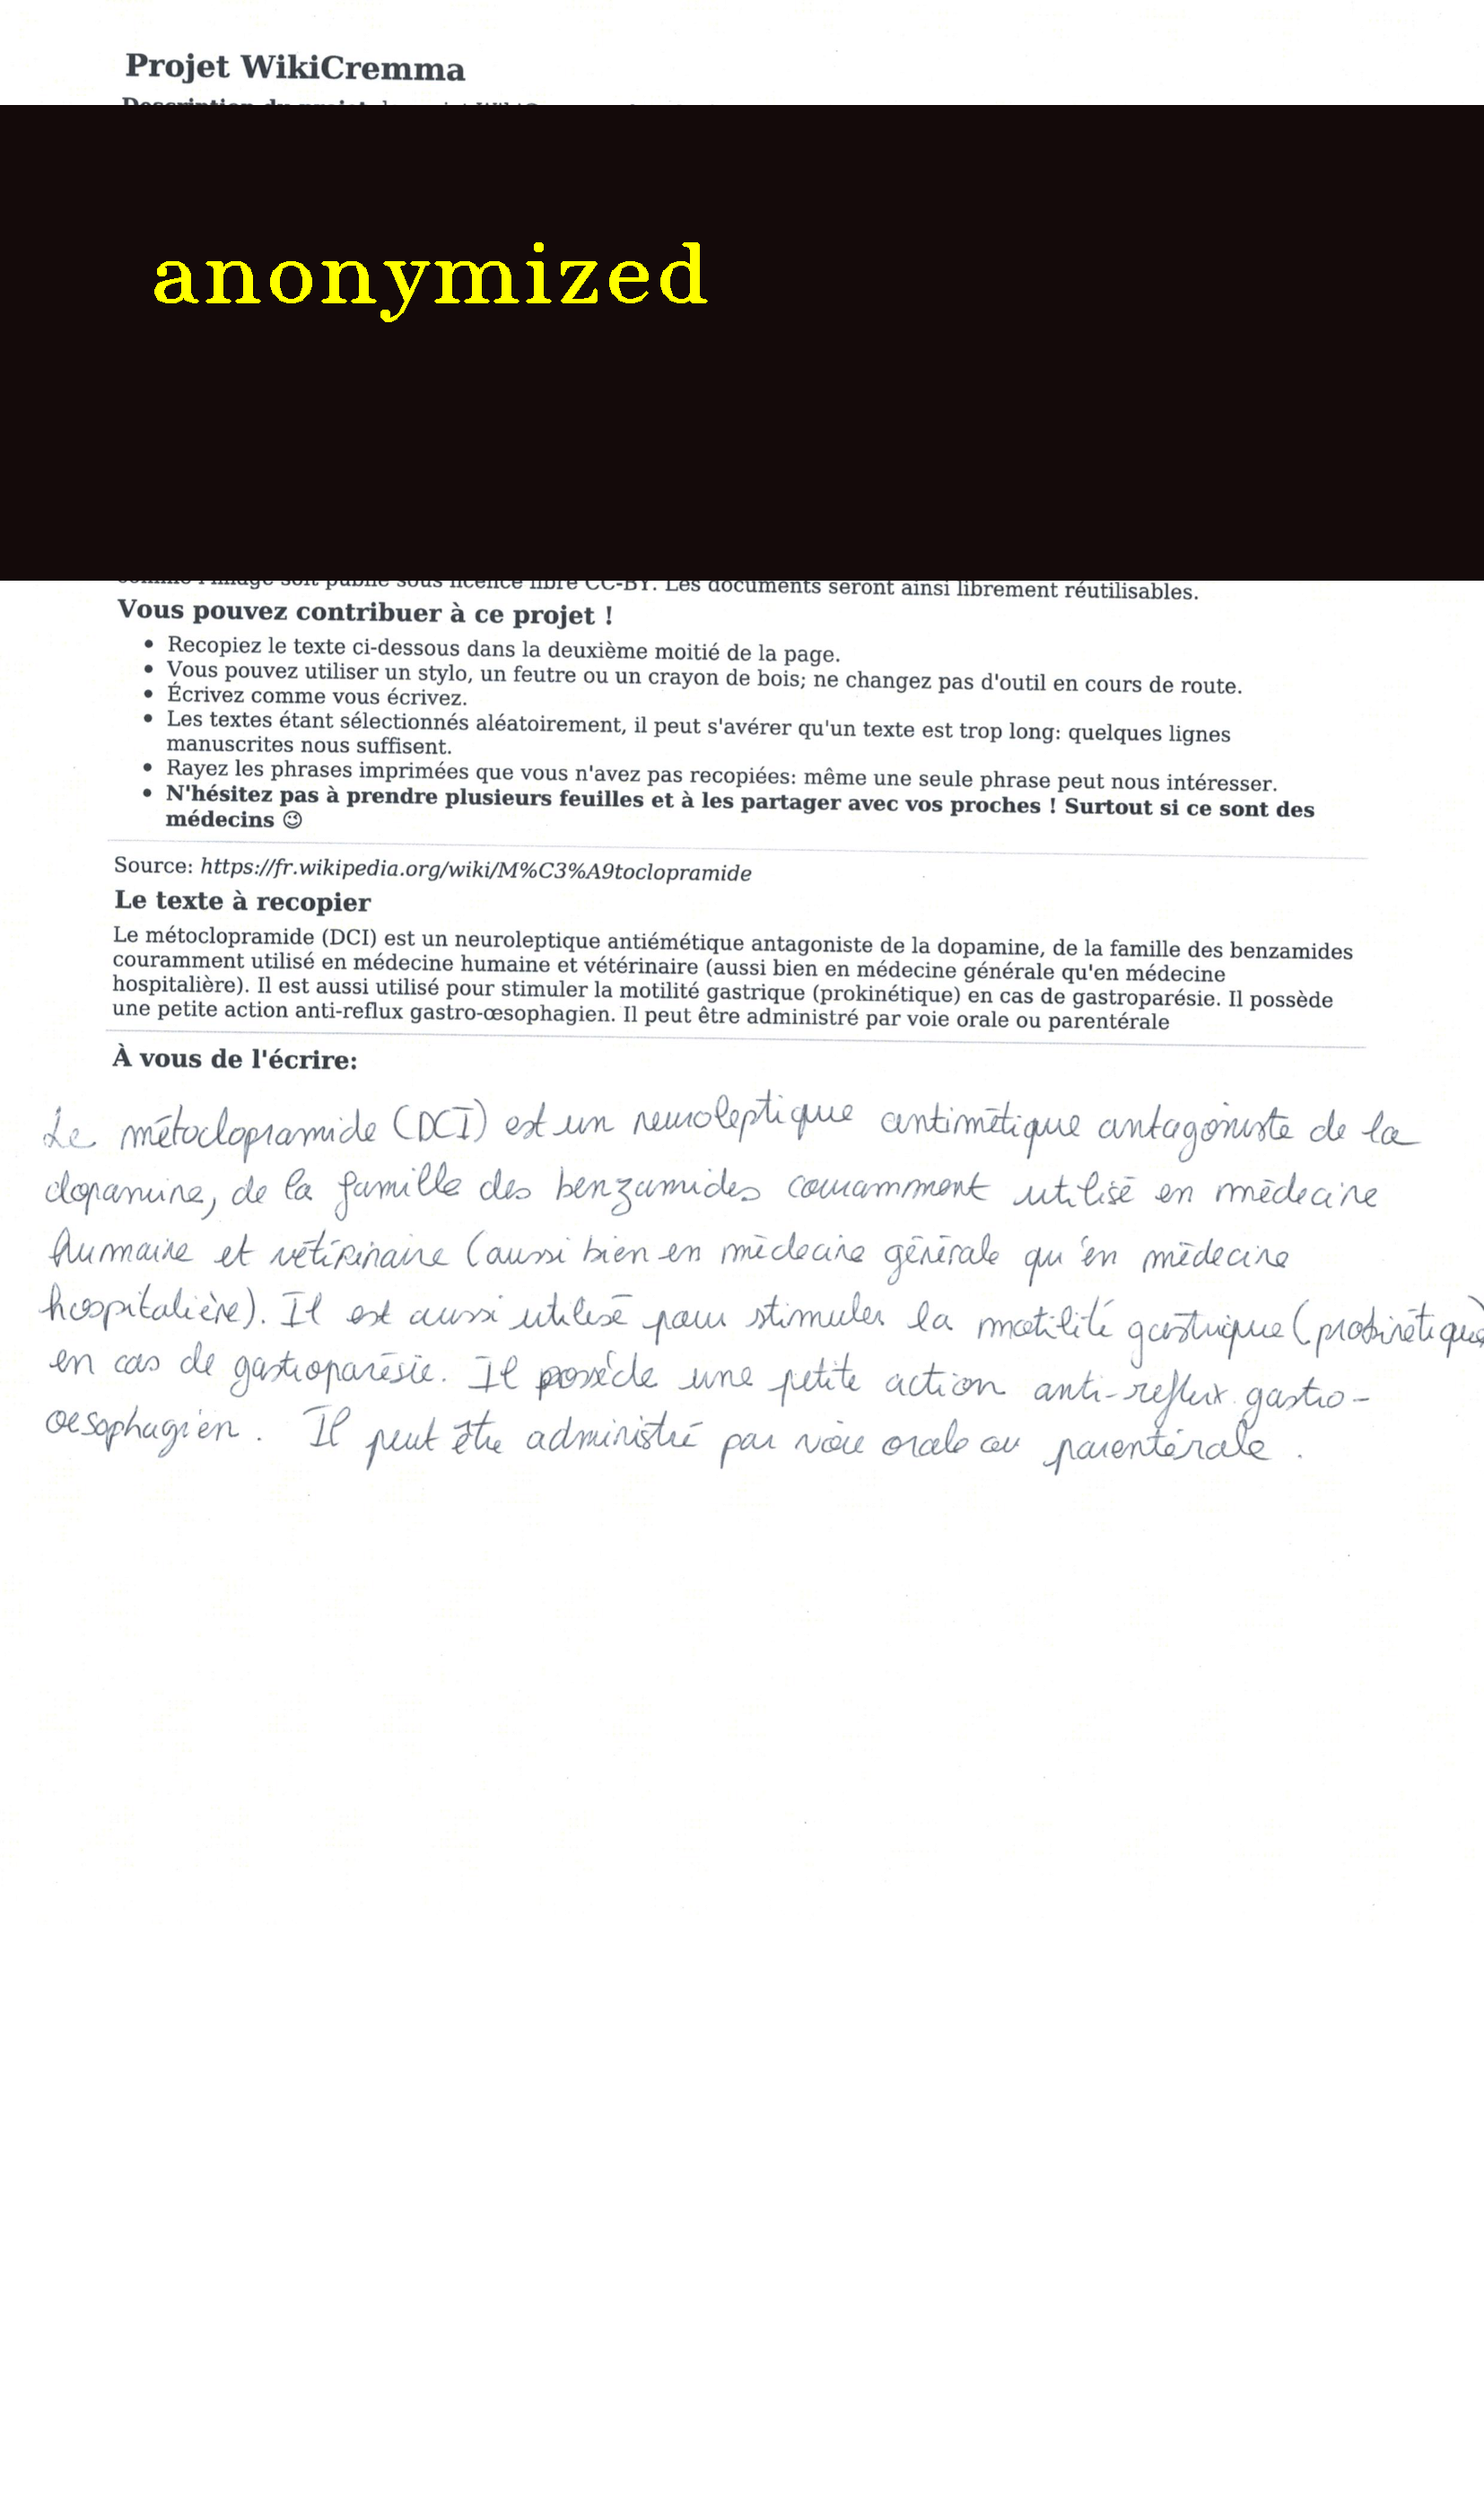 Projet WikiCremma
anonymized
comme l'image soit publié sous licence libre CC-BY. Les documents seront ainsi librement réutilisables.
Vous pouvez contribuer à ce projet !
• Recopiez le texte ci-dessous dans la deuxième moitié de la page.
• Vous pouvez utiliser un stylo, un feutre ou un crayon de bois; ne changez pas d'outil en cours de route.
• Écrivez comme vous écrivez.
• Les textes étant sélectionnés aléatoirement, il peut s'avérer qu'un texte est trop long: quelques lignes
manuscrites nous suffisent.
• Rayez les phrases imprimées que vous n'avez pas recopiées: même une seule phrase peut nous intéresser.
• N'hésitez pas à prendre plusieurs feuilles et à les partager avec vos proches ! Surtout si ce sont des
médecins 😉
Source: https://fr.wikipedia.org/wiki/M%C3%A9toclopramide
Le texte à recopier
Le métoclopramide (DCI) est un neuroleptique antiémétique antagoniste de la dopamine, de la famille des benzamides
couramment utilisé en médecine humaine et vétérinaire (aussi bien en médecine générale qu'en médecine
hospitalière). Il est aussi utilisé pour stimuler la motilité gastrique (prokinétique) en cas de gastroparésie. Il possède
une petite action anti-reflux gastro-œsophagien. Il peut être administré par voie orale ou parentérale
À vous de l'écrire:
Le métoclopramide (DCI) est un neuroleptique antimétique antagoniste de la
dopamine, de la famille des benzamides couramment utilisé en médecine
humaine et vétérinaire (aussi bien en médecine générale qu'en médecine
hospitalière). Il est aussi utilisé pour stimuler la motilité gastrique (prokinétique
en cas de gastroparésie. Il possède une petite action anti-reflux gastro-
œsophagien. Il peut être administré par voie orale ou parentérale.